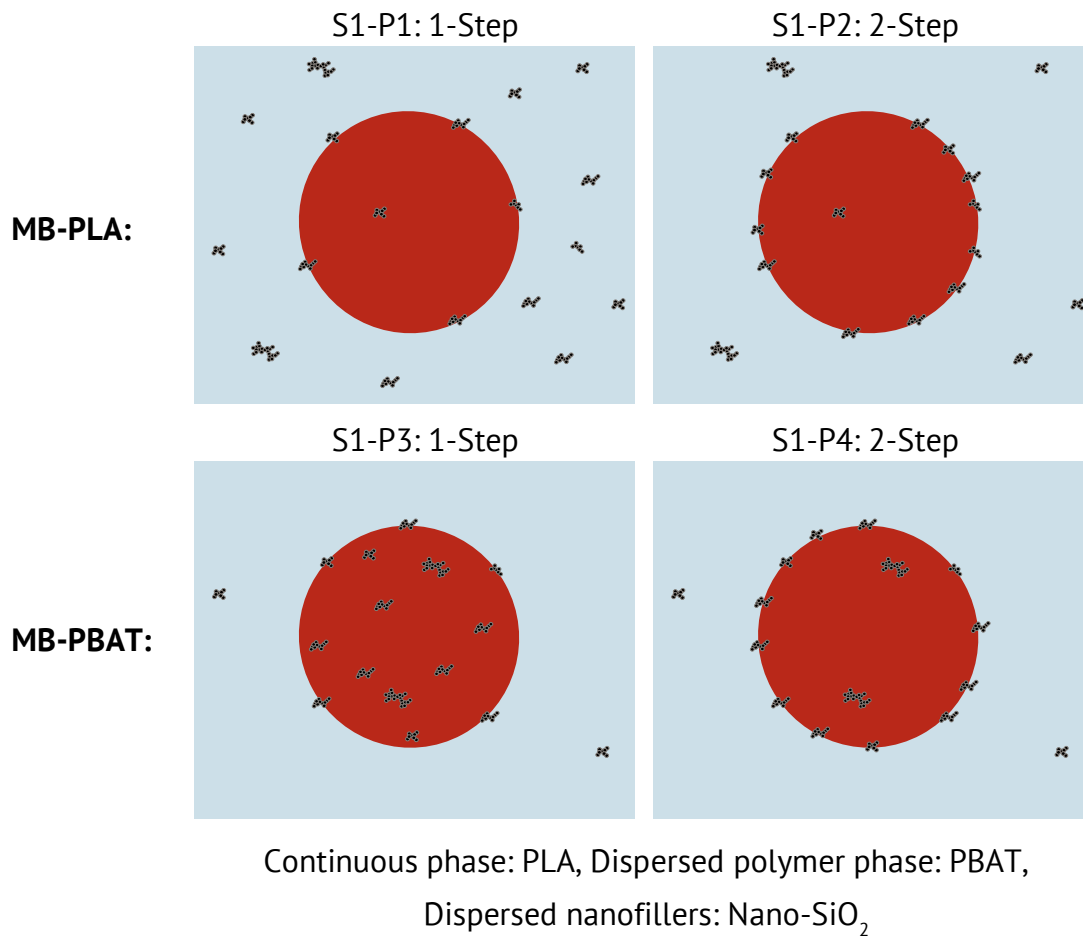 S1-P1: 1-Step
S1-P2: 2-Step
MB-PLA:
S1-P3: 1-Step
S1-P4: 2-Step
MB-PBAT:
Continuous phase: PLA, Dispersed polymer phase: PBAT,
Dispersed nanofillers: Nano-SiO₂